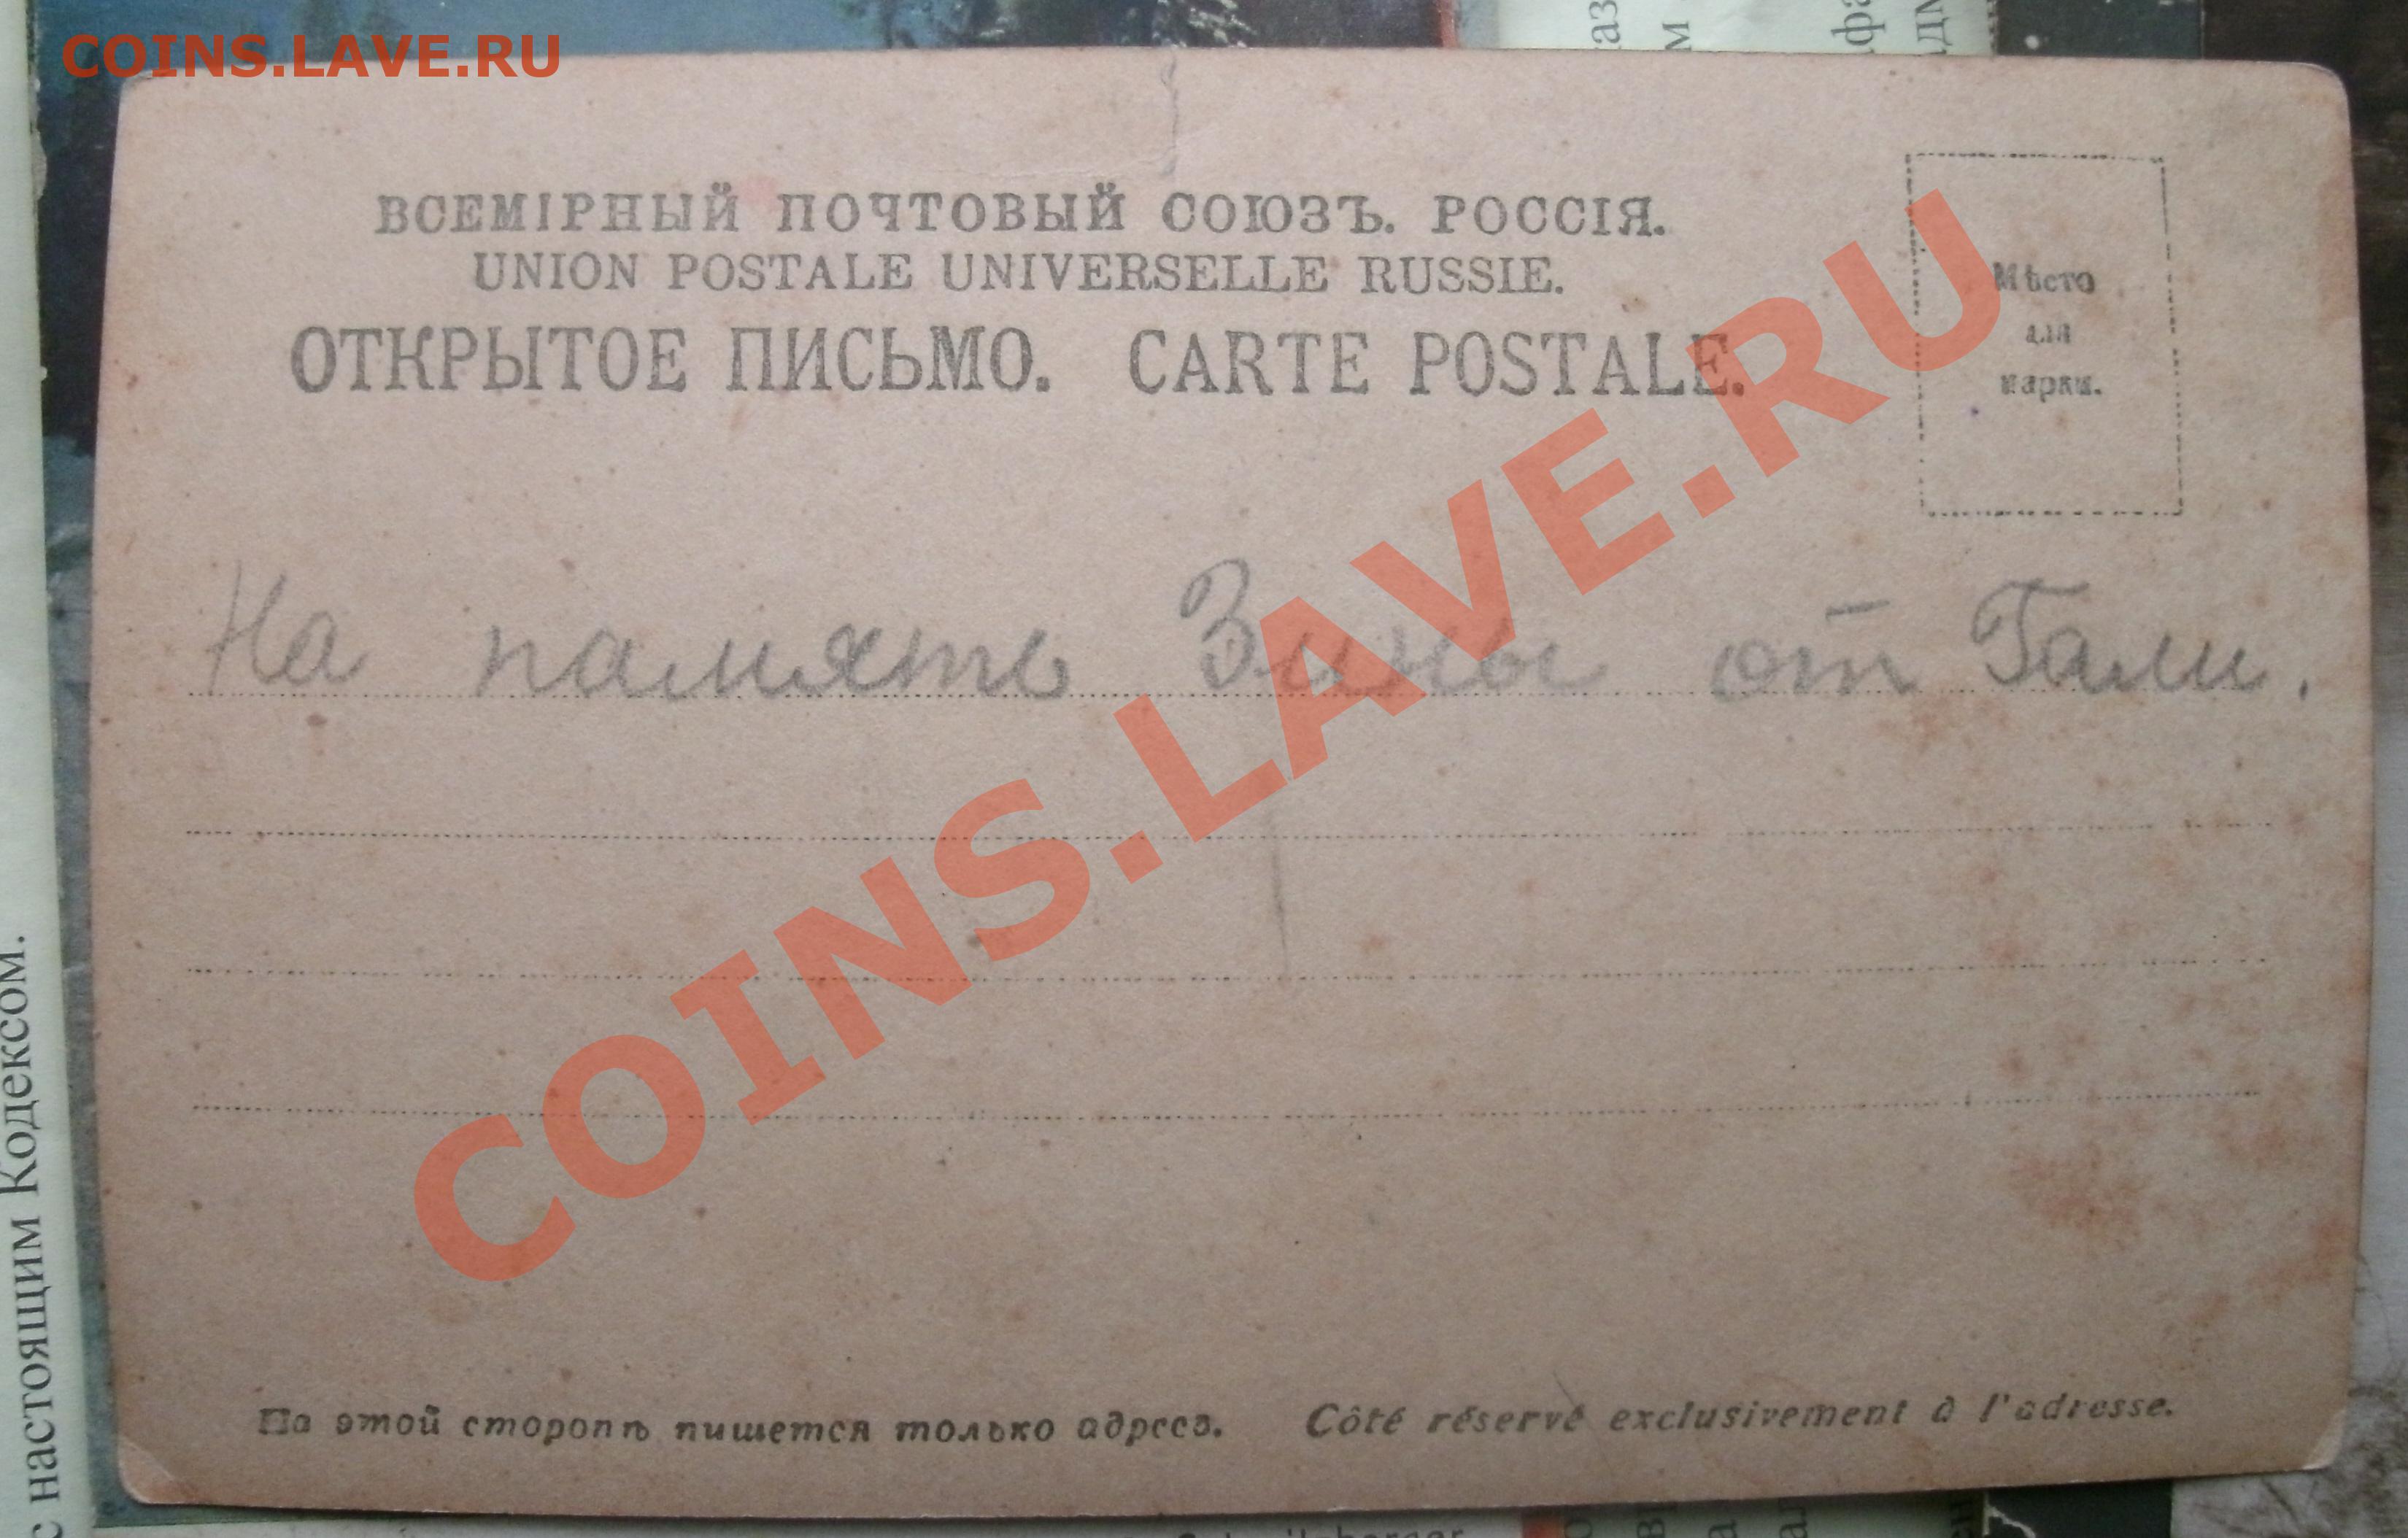 COINS.LAVE.RU
ВСЕМІРНЫЙ ПОЧТОВЫЙ СОЮЗЪ. РОССІЯ.
UNION POSTALE UNIVERSELLE RUSSIE.
ОТКРЫТОЕ ПИСЬМО. CARTE POSTALE.
Мѣсто
для
марки.
На память Зины от Гали.
COINS.LAVE.RU
На этой сторонѣ пишется только адресъ. Côté réservé exclusivement à l'adresse.
с настоящим Кодексом.